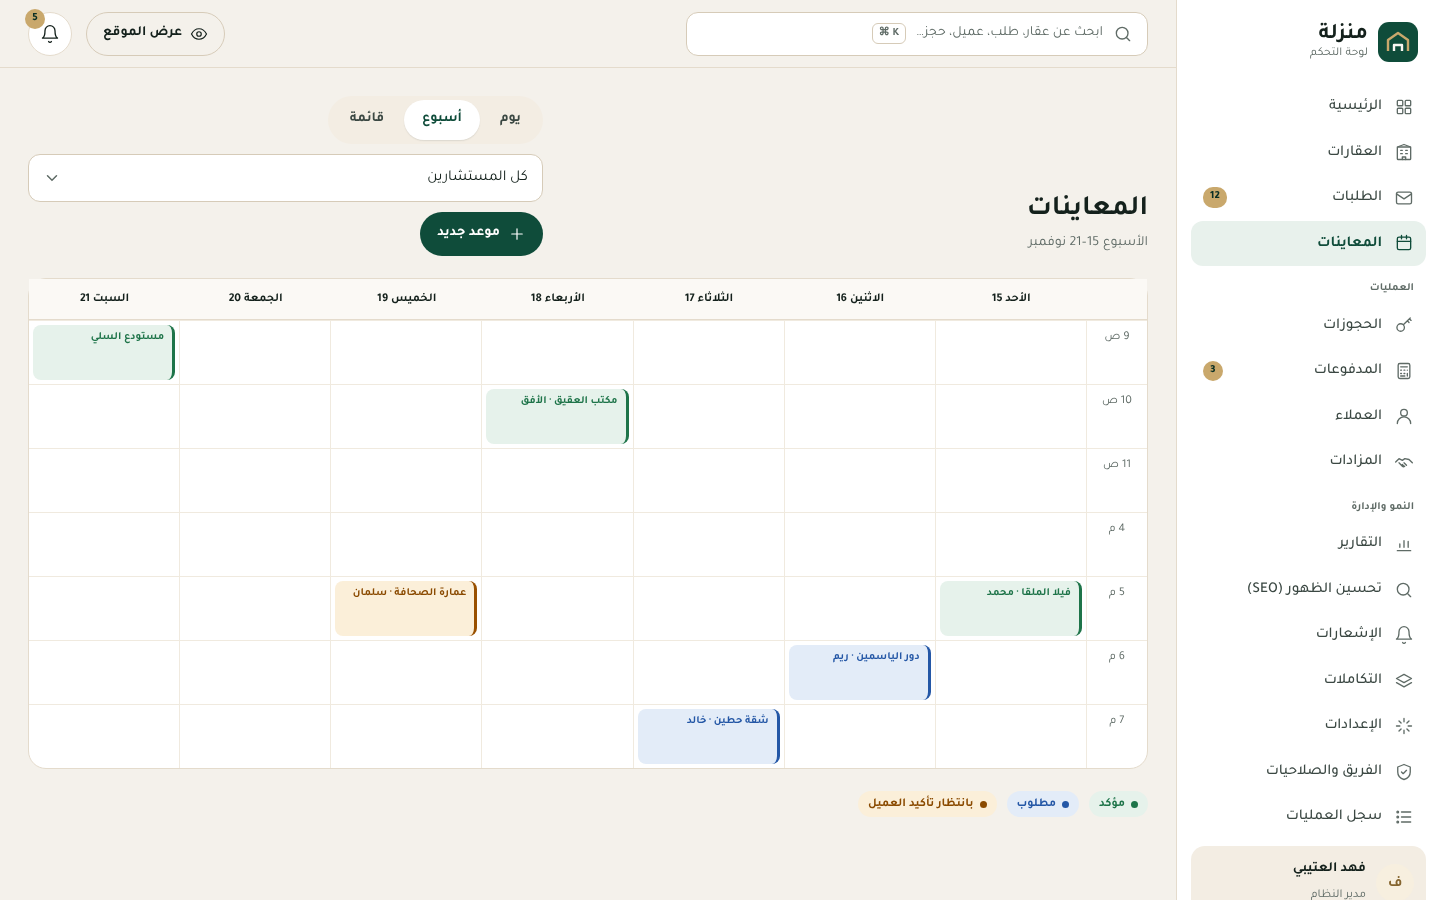 منزلة
لوحة التحكم
الرئيسية
العقارات
الطلبات
12
المعاينات
العمليات
الحجوزات
المدفوعات
3
العملاء
المزادات
النمو والإدارة
التقارير
تحسين الظهور (SEO)
الإشعارات
التكاملات
الإعدادات
الفريق والصلاحيات
سجل العمليات
ف
فهد العتيبي
مدير النظام
ابحث عن عقار، طلب، عميل، حجز…
⌘ K
عرض الموقع
5
المعاينات
الأسبوع 15–21 نوفمبر
يوم
أسبوع
قائمة
كل المستشارين
موعد جديد
الأحد 15
الاثنين 16
الثلاثاء 17
الأربعاء 18
الخميس 19
الجمعة 20
السبت 21
9 ص
مستودع السلي
10 ص
مكتب العقيق · الأفق
11 ص
4 م
5 م
فيلا الملقا · محمد
عمارة الصحافة · سلمان
6 م
دور الياسمين · ريم
7 م
شقة حطين · خالد
مؤكد
مطلوب
بانتظار تأكيد العميل